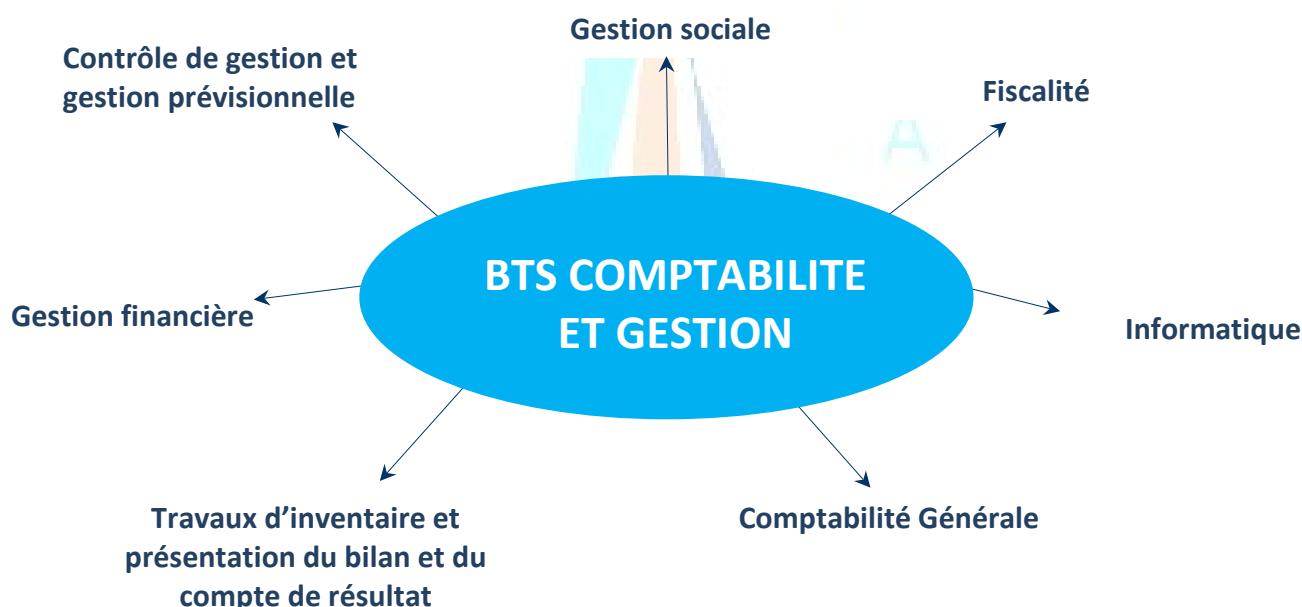 Gestion sociale
Contrôle de gestion et
gestion prévisionnelle
Fiscalité
A
BTS COMPTABILITE
ET GESTION
Gestion financière
Informatique
Travaux d’inventaire et
présentation du bilan et du
compte de résultat
Comptabilité Générale